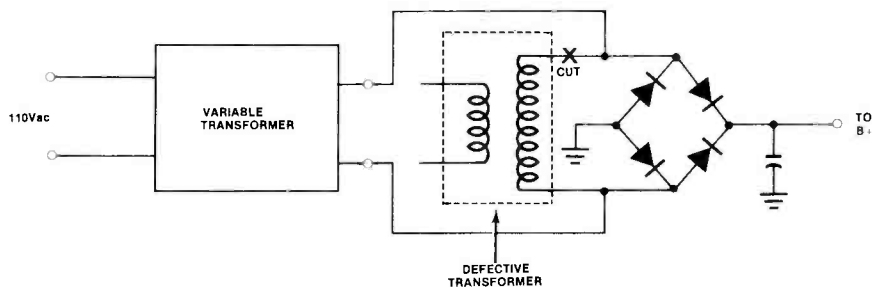 110Vac
VARIABLE
TRANSFORMER
CUT
TO
B+
DEFECTIVE
TRANSFORMER